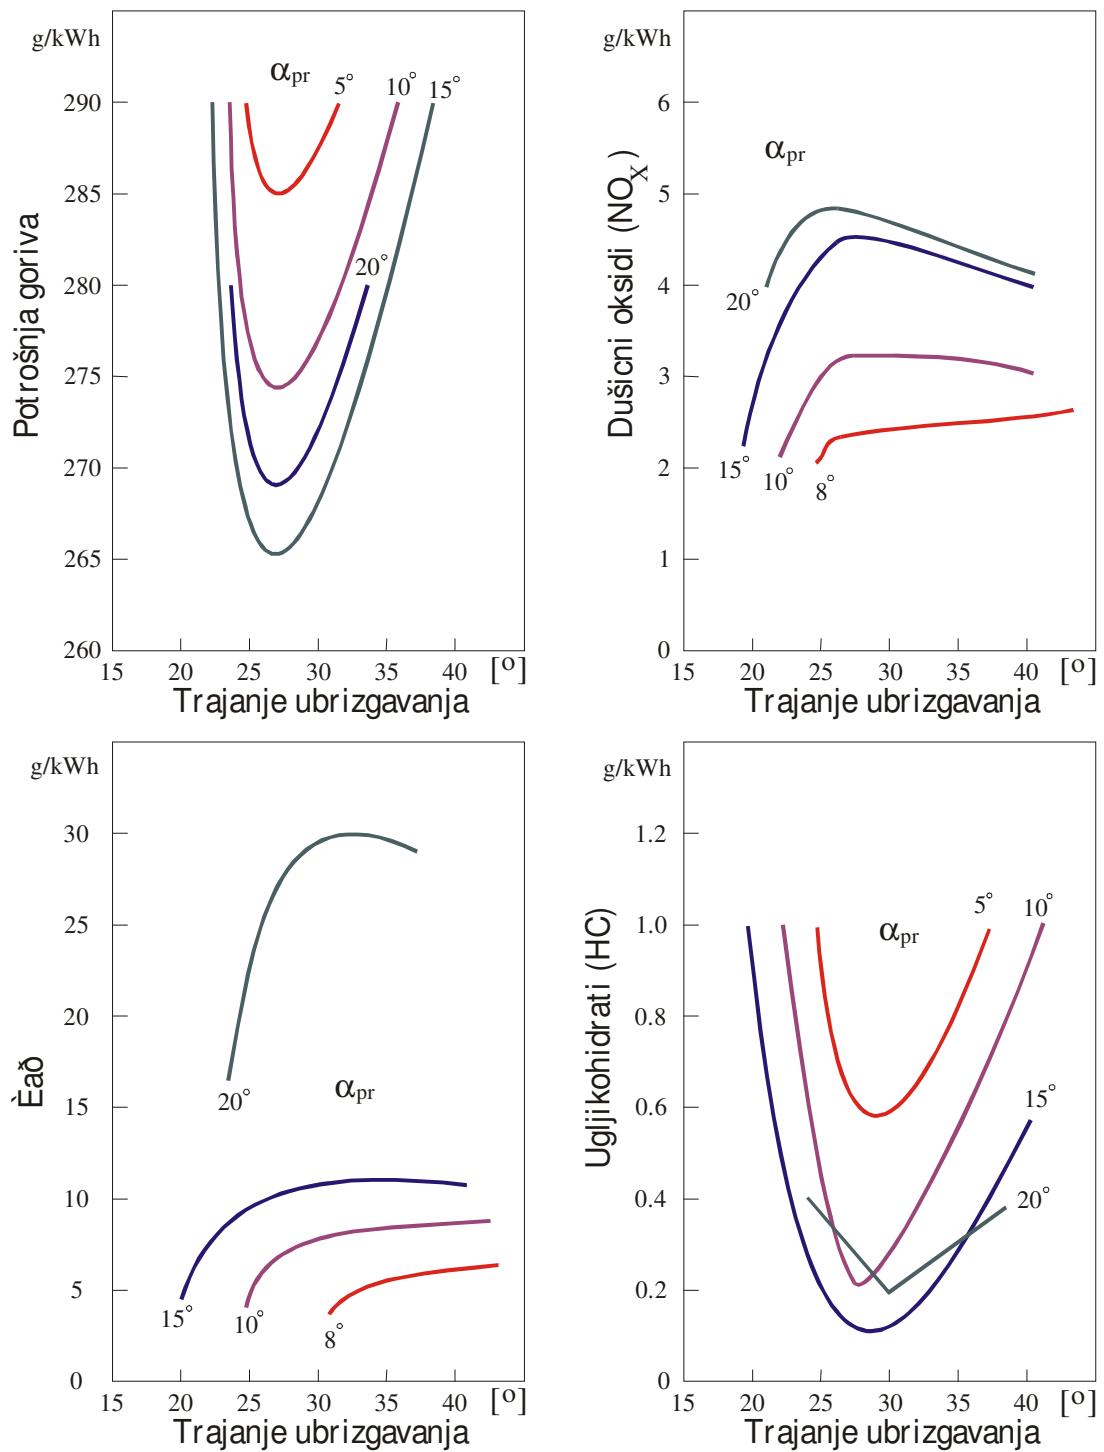 g/kWh
αpr
5°
10°
15°
290
285
280
275
270
265
260
20°
Potrošnja goriva
15 20 25 30 35 40 [°]
Trajanje ubrizgavanja
g/kWh
αpr
6
5
4
3
2
1
0
20°
15°
10°
8°
Dušicni oksidi (NOX)
15 20 25 30 35 40 [°]
Trajanje ubrizgavanja
g/kWh
30
25
20
15
10
5
0
20°
αpr
15°
10°
8°
Èað
15 20 25 30 35 40 [°]
Trajanje ubrizgavanja
g/kWh
1.2
1.0
0.8
0.6
0.4
0.2
0
αpr
5°
10°
15°
20°
Ugljikohidrati (HC)
15 20 25 30 35 40 [°]
Trajanje ubrizgavanja